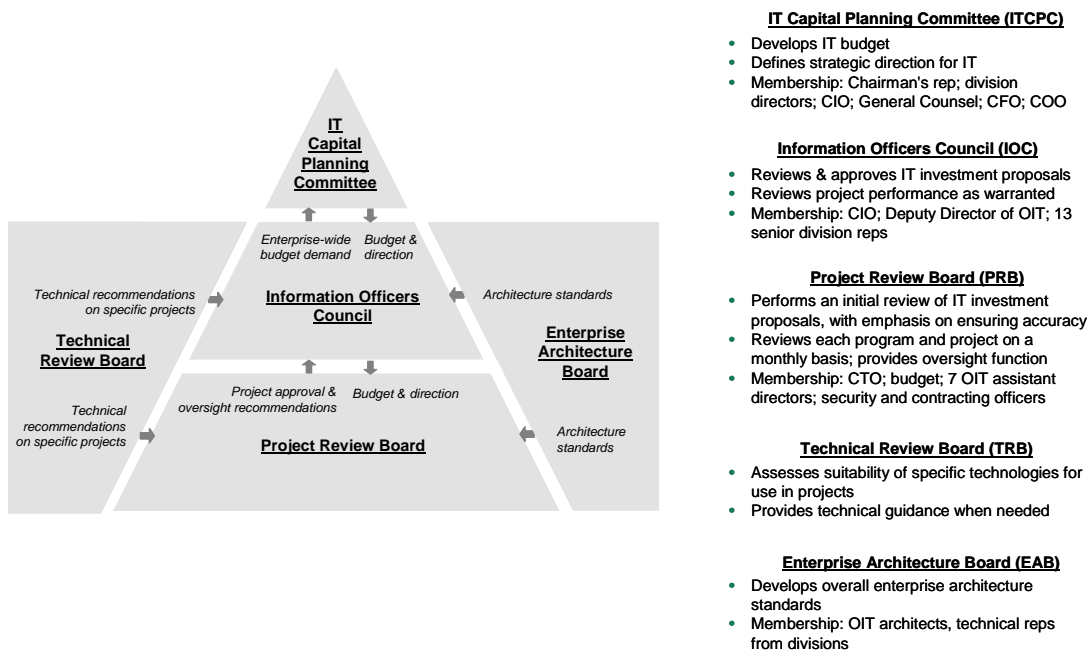 IT
Capital
Planning
Committee
Enterprise-wide
budget demand
Budget &
direction
Technical recommendations
on specific projects
Information Officers
Council
Architecture standards
Technical
Review Board
Enterprise
Architecture
Board
Project approval &
oversight recommendations
Budget & direction
Technical
recommendations
on specific projects
Project Review Board
Architecture
standards
IT Capital Planning Committee (ITCPC)
• Develops IT budget
• Defines strategic direction for IT
• Membership: Chairman's rep; division
directors; CIO; General Counsel; CFO; COO
Information Officers Council (IOC)
• Reviews & approves IT investment proposals
• Reviews project performance as warranted
• Membership: CIO; Deputy Director of OIT; 13
senior division reps
Project Review Board (PRB)
• Performs an initial review of IT investment
proposals, with emphasis on ensuring accuracy
• Reviews each program and project on a
monthly basis; provides oversight function
• Membership: CTO; budget; 7 OIT assistant
directors; security and contracting officers
Technical Review Board (TRB)
• Assesses suitability of specific technologies for
use in projects
• Provides technical guidance when needed
Enterprise Architecture Board (EAB)
• Develops overall enterprise architecture
standards
• Membership: OIT architects, technical reps
from divisions